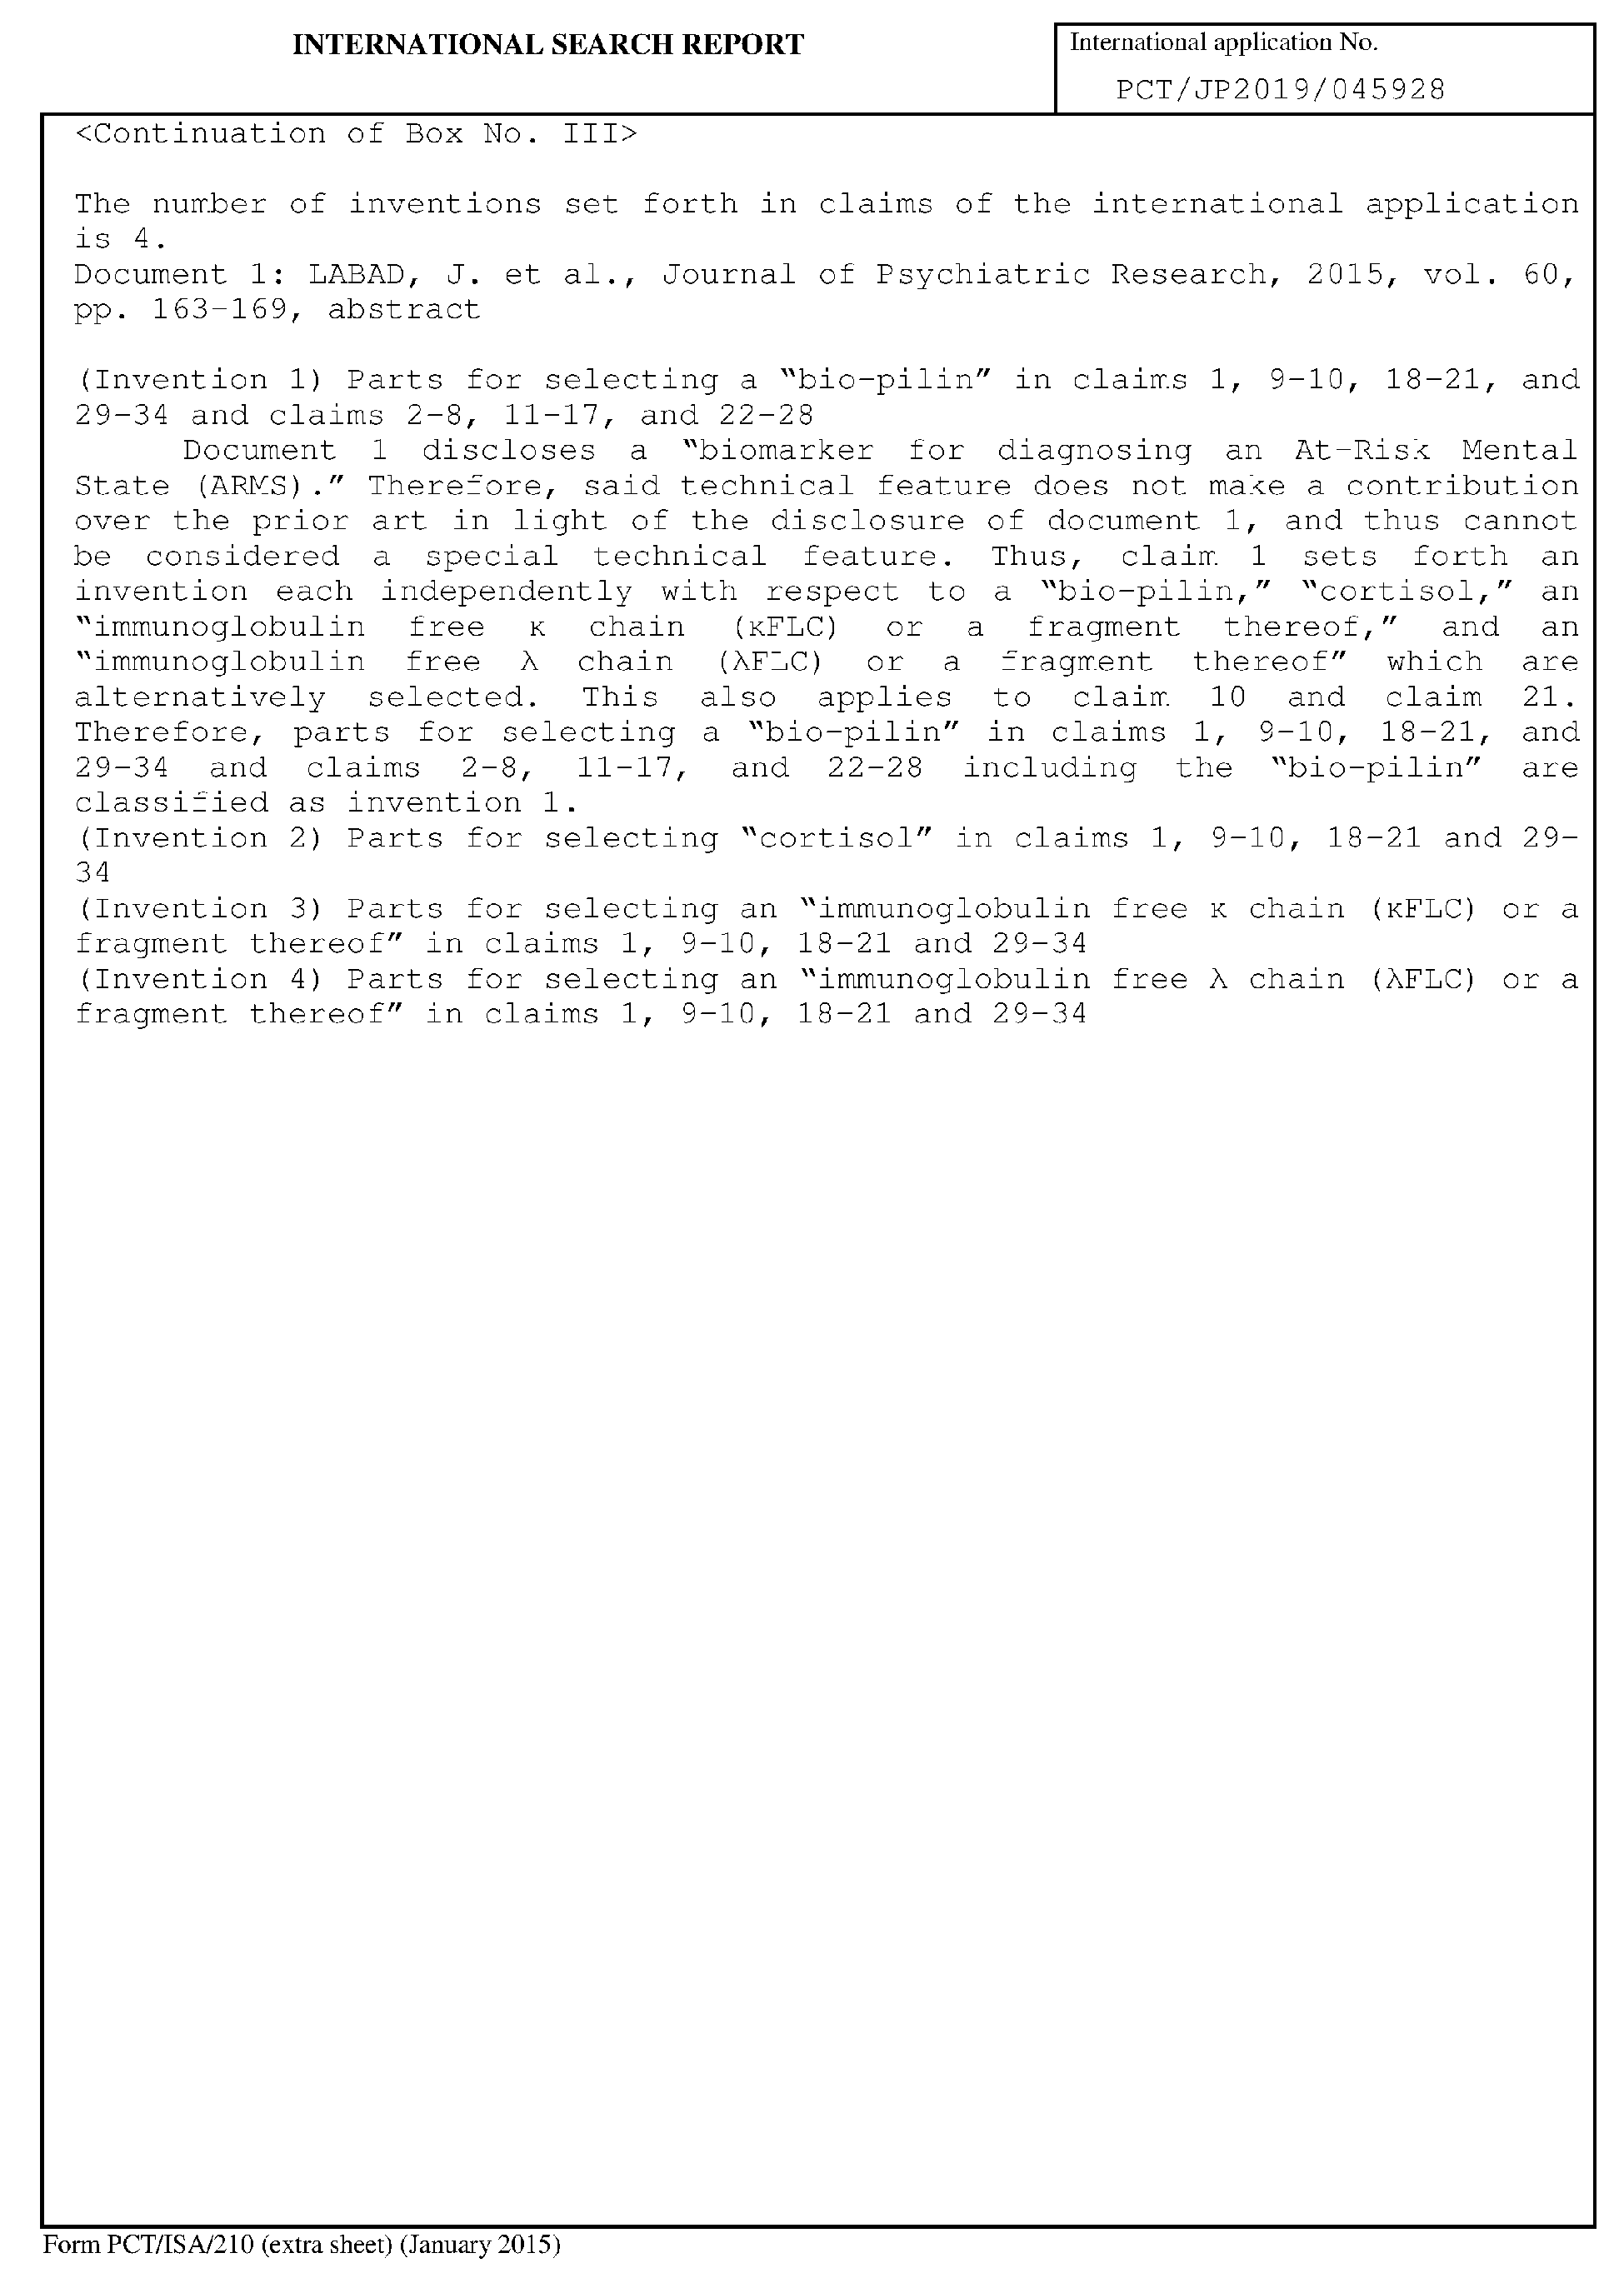 INTERNATIONAL SEARCH REPORT
International application No.
PCT/JP2019/045928
<Continuation of Box No. III>
The number of inventions set forth in claims of the international application
is 4.
Document 1: LABAD, J. et al., Journal of Psychiatric Research, 2015, vol. 60,
pp. 163-169, abstract
(Invention 1) Parts for selecting a “bio-pilin” in claims 1, 9-10, 18-21, and
29-34 and claims 2-8, 11-17, and 22-28
Document 1 discloses a “biomarker for diagnosing an At-Risk Mental
State (ARMS).” Therefore, said technical feature does not make a contribution
over the prior art in light of the disclosure of document 1, and thus cannot
be considered a special technical feature. Thus, claim 1 sets forth an
invention each independently with respect to a “bio-pilin,” “cortisol,” an
“immunoglobulin free κ chain (κFLC) or a fragment thereof,” and an
“immunoglobulin free λ chain (λFLC) or a fragment thereof” which are
alternatively selected. This also applies to claim 10 and claim 21.
Therefore, parts for selecting a “bio-pilin” in claims 1, 9-10, 18-21, and
29-34 and claims 2-8, 11-17, and 22-28 including the “bio-pilin” are
classified as invention 1.
(Invention 2) Parts for selecting “cortisol” in claims 1, 9-10, 18-21 and 29-
34
(Invention 3) Parts for selecting an “immunoglobulin free κ chain (κFLC) or a
fragment thereof” in claims 1, 9-10, 18-21 and 29-34
(Invention 4) Parts for selecting an “immunoglobulin free λ chain (λFLC) or a
fragment thereof” in claims 1, 9-10, 18-21 and 29-34
Form PCT/ISA/210 (extra sheet) (January 2015)